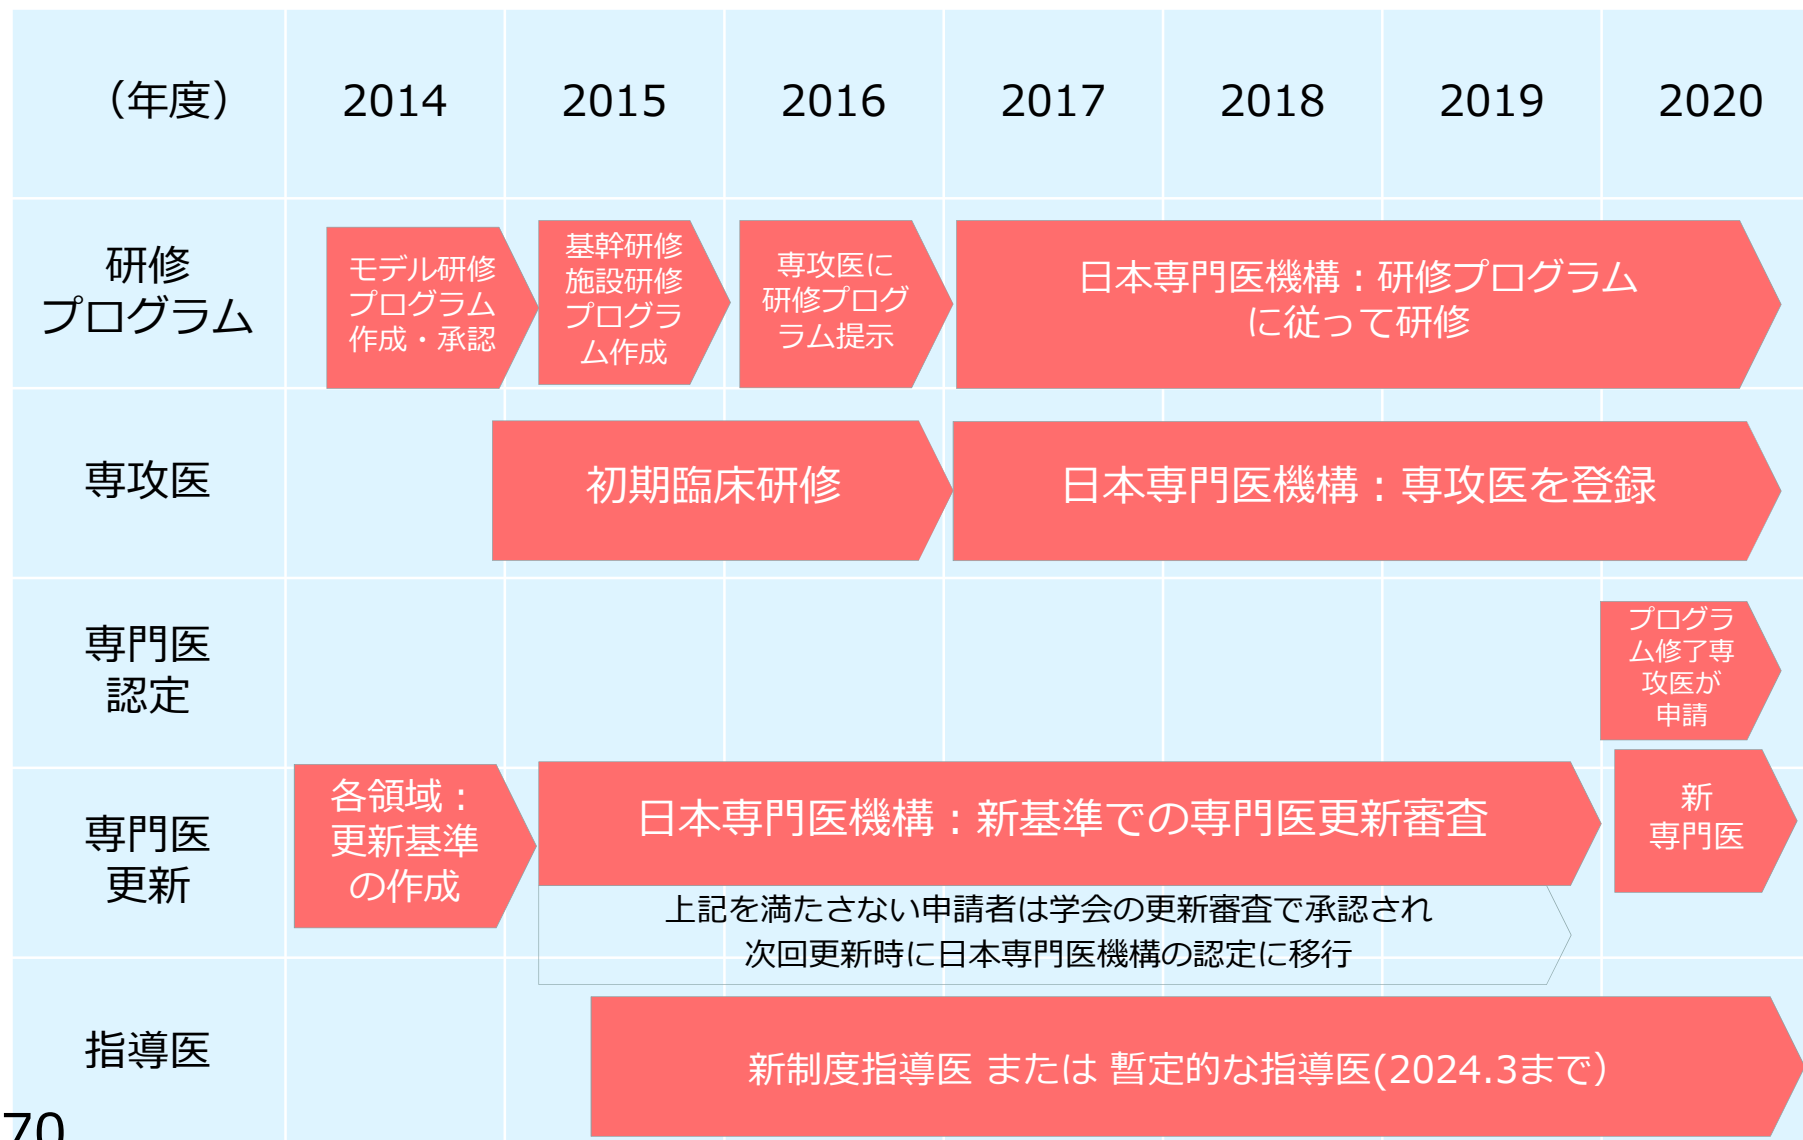 （年度） 2014 2015 2016 2017 2018 2019 2020
研修
プログラム
モデル研修
プログラム
作成・承認
基幹研修
施設研修
プログラ
ム作成
専攻医に
研修プログ
ラム提示
日本専門医機構：研修プログラム
に従って研修
専攻医
初期臨床研修
日本専門医機構：専攻医を登録
専門医
認定
プログラ
ム修了専
攻医が
申請
専門医
更新
各領域：
更新基準
の作成
日本専門医機構：新基準での専門医更新審査
上記を満たさない申請者は学会の更新審査で承認され
次回更新時に日本専門医機構の認定に移行
新
専門医
指導医
新制度指導医 または 暫定的な指導医(2024.3まで）
70